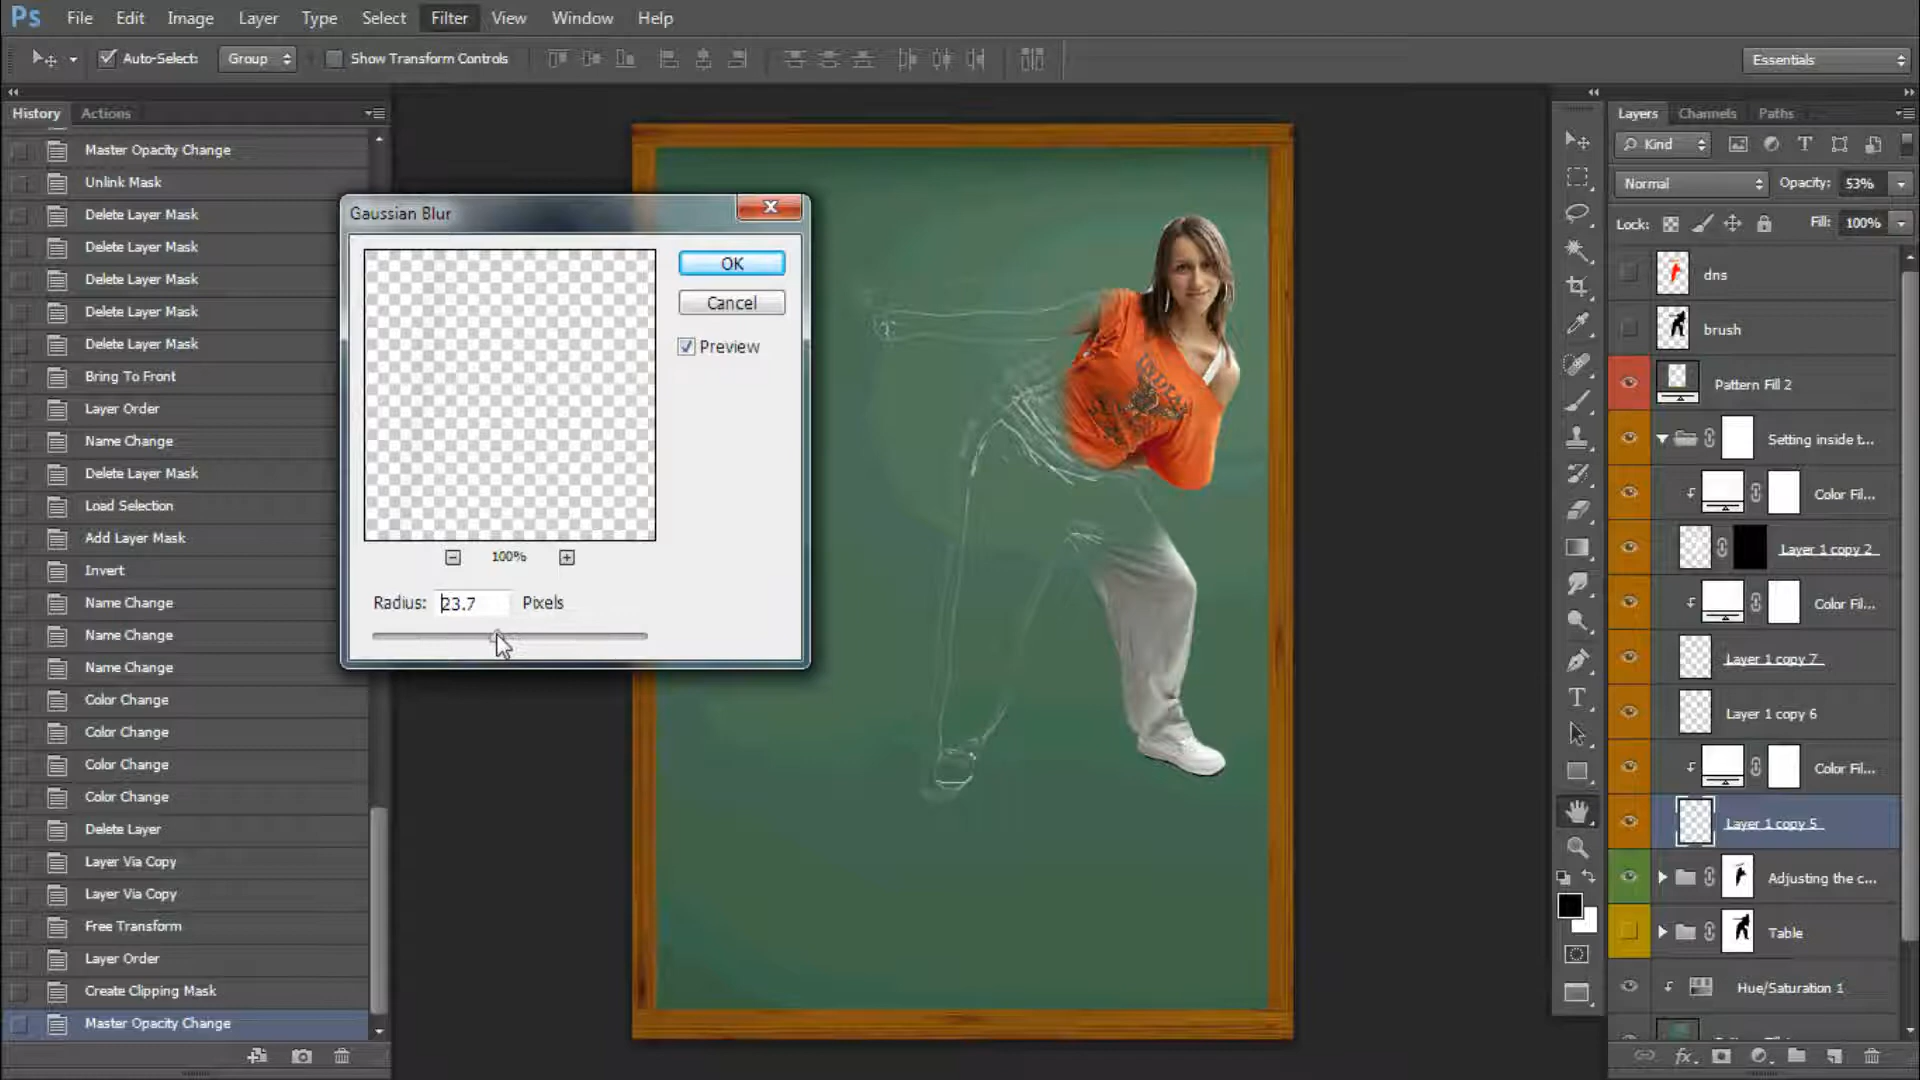 Ps File Edit Image Layer Type Select Filter View Window Help
Auto-Select: Group Show Transform Controls Essentials
History Actions
Master Opacity Change
Unlink Mask
Delete Layer Mask
Delete Layer Mask
Delete Layer Mask
Delete Layer Mask
Delete Layer Mask
Bring To Front
Layer Order
Name Change
Delete Layer Mask
Load Selection
Add Layer Mask
Invert
Name Change
Name Change
Name Change
Color Change
Color Change
Color Change
Color Change
Delete Layer
Layer Via Copy
Layer Via Copy
Free Transform
Layer Order
Create Clipping Mask
Master Opacity Change
Gaussian Blur
OK
Cancel
Preview
100%
Radius: 23.7 Pixels
INDIAN
Layers Channels Paths
Kind
Normal Opacity: 53%
Lock: Fill: 100%
dns
brush
Pattern Fill 2
Setting inside t...
Color Fil...
Layer 1 copy 2
Color Fil...
Layer 1 copy 7
Layer 1 copy 6
Color Fil...
Layer 1 copy 5
Adjusting the c...
Table
Hue/Saturation 1
fx